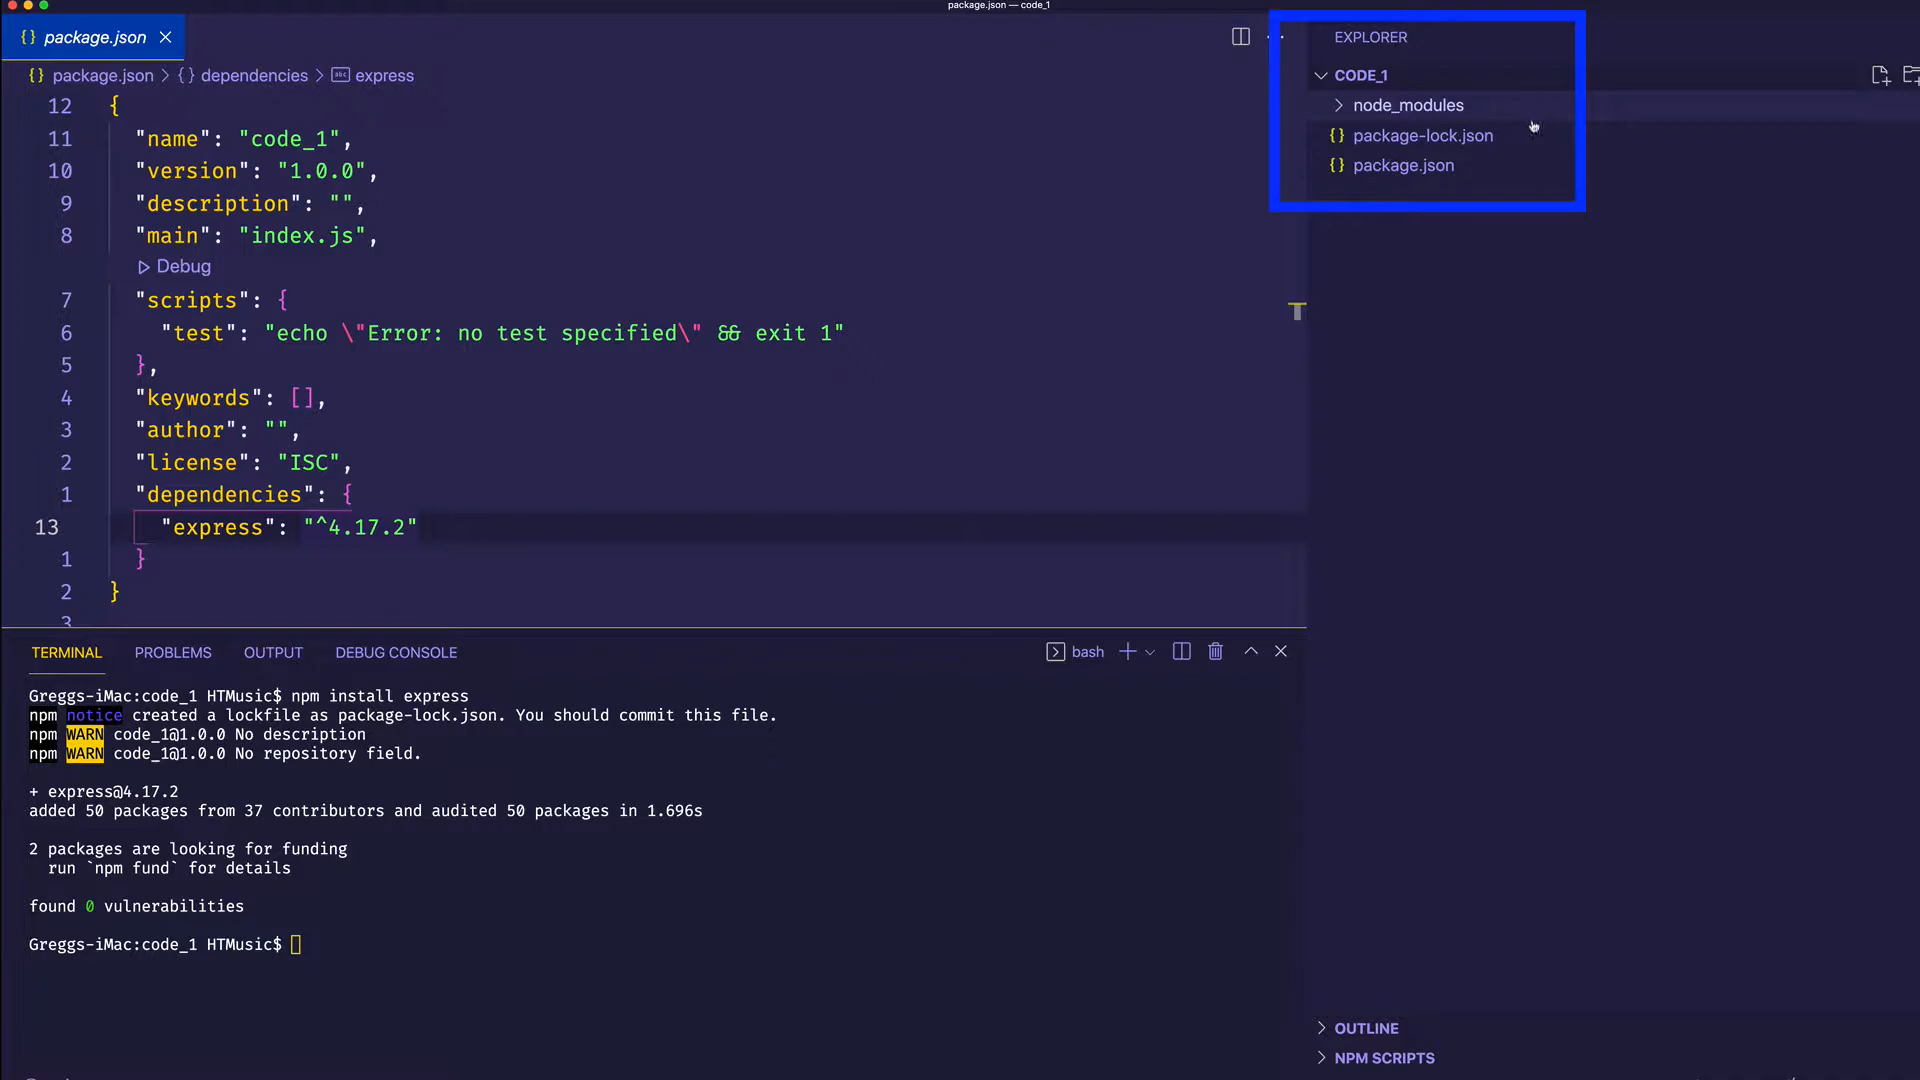 package.json — code_1
{} package.json
{} package.json > {} dependencies > abc express
12 {
11 "name": "code_1",
10 "version": "1.0.0",
9 "description": "",
8 "main": "index.js",
Debug
7 "scripts": {
6 "test": "echo \"Error: no test specified\" && exit 1"
5 },
4 "keywords": [],
3 "author": "",
2 "license": "ISC",
1 "dependencies": {
13 "express": "^4.17.2"
1 }
2 }
3
EXPLORER
CODE_1
node_modules
{} package-lock.json
{} package.json
TERMINAL PROBLEMS OUTPUT DEBUG CONSOLE bash
Greggs-iMac:code_1 HTMusic$ npm install express
npm notice created a lockfile as package-lock.json. You should commit this file.
npm WARN code_1@1.0.0 No description
npm WARN code_1@1.0.0 No repository field.
+ express@4.17.2
added 50 packages from 37 contributors and audited 50 packages in 1.696s
2 packages are looking for funding
run `npm fund` for details
found 0 vulnerabilities
Greggs-iMac:code_1 HTMusic$
OUTLINE
NPM SCRIPTS